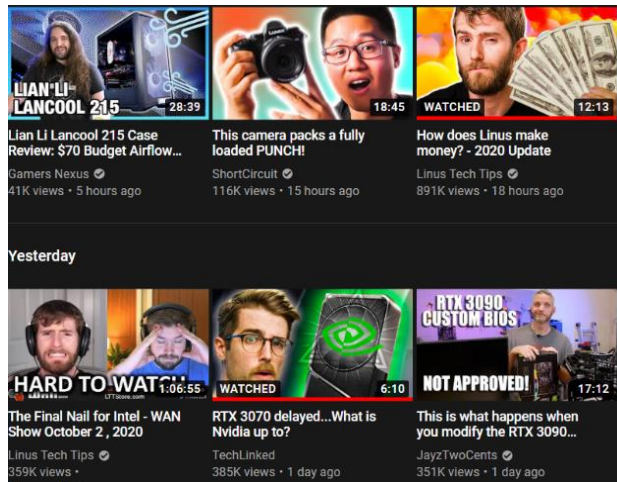 LIAN LI
LANCOOL 215
28:39
18:45
WATCHED
12:13
Lian Li Lancool 215 Case
Review: $70 Budget Airflow...
Gamers Nexus
41K views • 5 hours ago
This camera packs a fully
loaded PUNCH!
ShortCircuit
116K views • 15 hours ago
How does Linus make
money? - 2020 Update
Linus Tech Tips
891K views • 18 hours ago
Yesterday
HARD TO WATCH
LTTStore.com
1:06:55
WATCHED
6:10
RTX 3090
CUSTOM BIOS
NOT APPROVED!
17:12
The Final Nail for Intel - WAN
Show October 2 , 2020
Linus Tech Tips
359K views •
RTX 3070 delayed...What is
Nvidia up to?
TechLinked
385K views • 1 day ago
This is what happens when
you modify the RTX 3090...
JayzTwoCents
351K views • 1 day ago